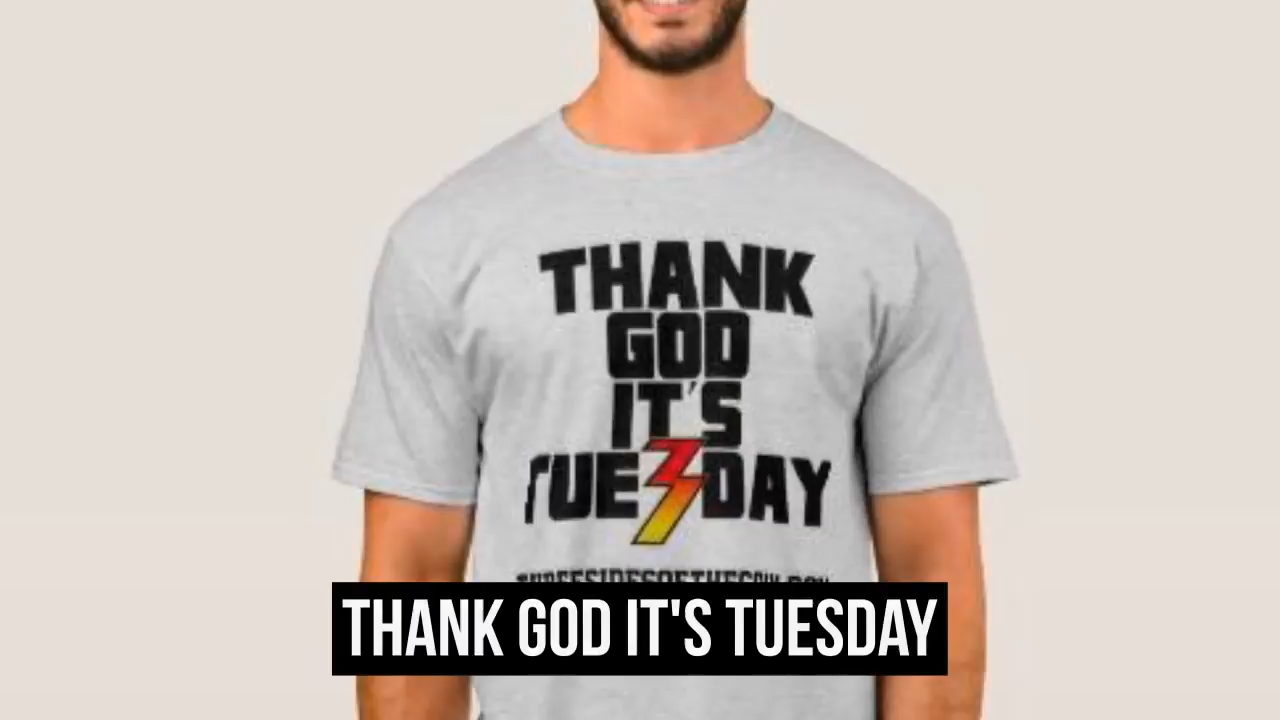 THANK
GOD
IT'S
TUESDAY
THANK GOD IT'S TUESDAY